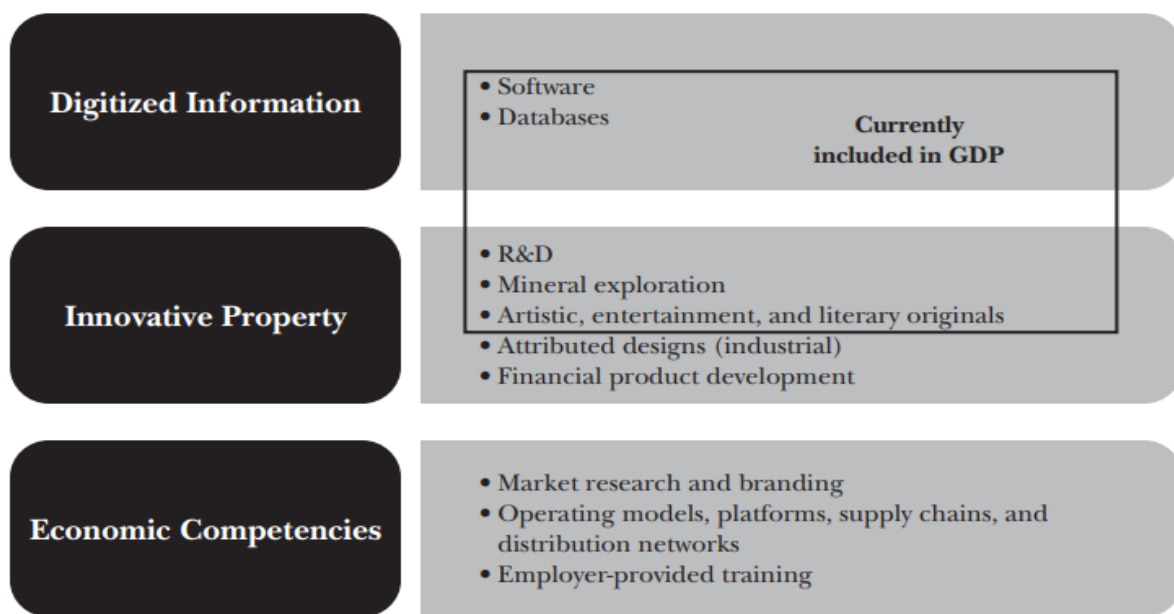 Digitized Information
• Software
• Databases
Currently
included in GDP
Innovative Property
• R&D
• Mineral exploration
• Artistic, entertainment, and literary originals
• Attributed designs (industrial)
• Financial product development
Economic Competencies
• Market research and branding
• Operating models, platforms, supply chains, and
distribution networks
• Employer-provided training